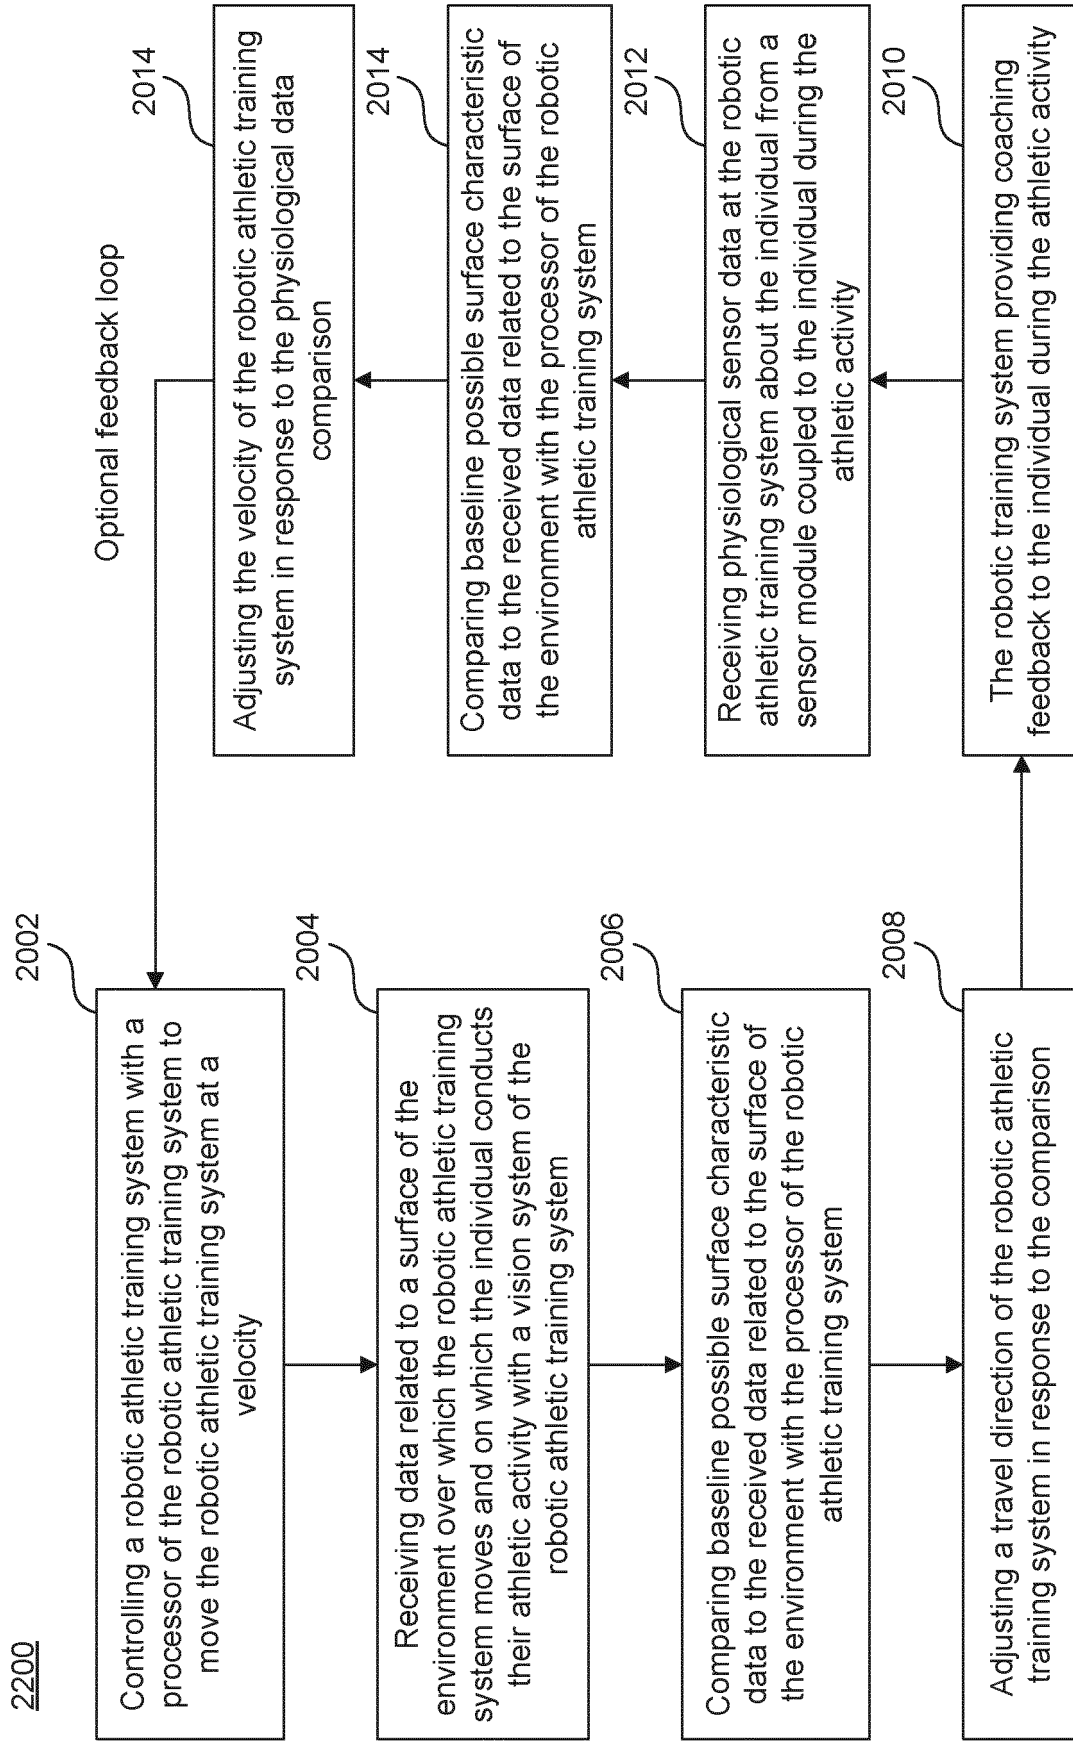 2200
2002
Controlling a robotic athletic training system with a
processor of the robotic athletic training system to
move the robotic athletic training system at a
velocity
2004
Receiving data related to a surface of the
environment over which the robotic athletic training
system moves and on which the individual conducts
their athletic activity with a vision system of the
robotic athletic training system
2006
Comparing baseline possible surface characteristic
data to the received data related to the surface of
the environment with the processor of the robotic
athletic training system
2008
Adjusting a travel direction of the robotic athletic
training system in response to the comparison
2010
The robotic training system providing coaching
feedback to the individual during the athletic activity
2012
Receiving physiological sensor data at the robotic
athletic training system about the individual from a
sensor module coupled to the individual during the
athletic activity
2014
Comparing baseline possible surface characteristic
data to the received data related to the surface of
the environment with the processor of the robotic
athletic training system
2014
Adjusting the velocity of the robotic athletic training
system in response to the physiological data
comparison
Optional feedback loop